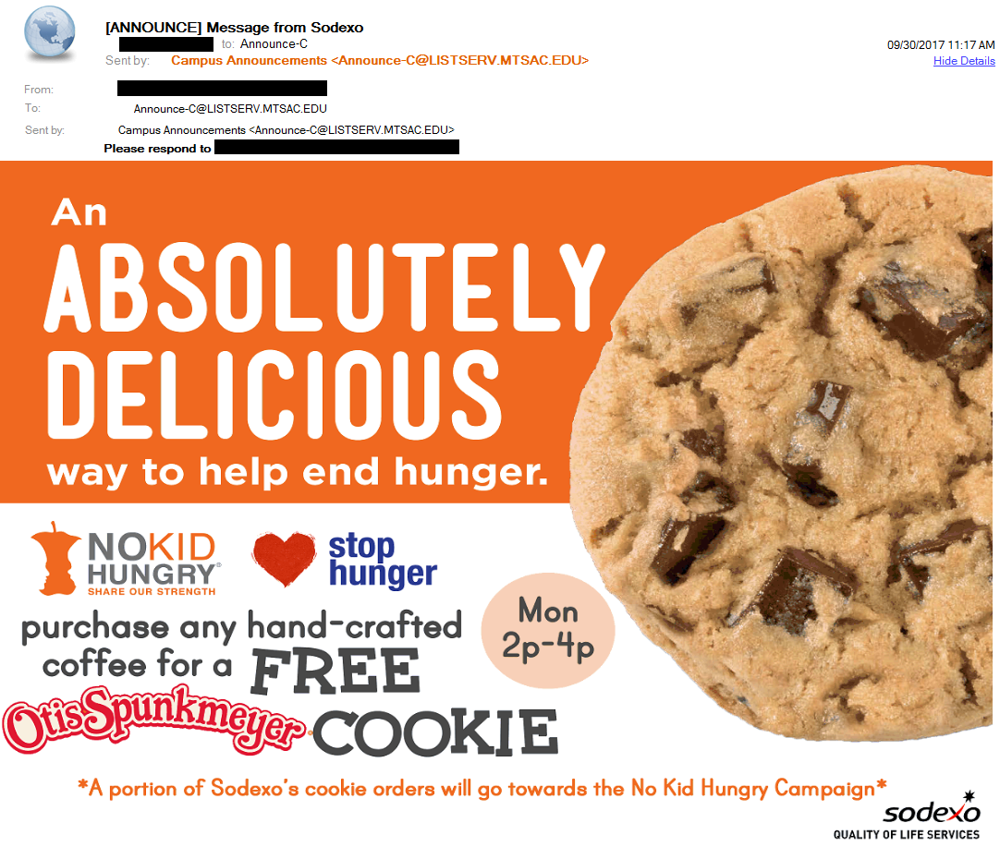 [ANNOUNCE] Message from Sodexo
to: Announce-C
09/30/2017 11:17 AM
Sent by: Campus Announcements <Announce-C@LISTSERV.MTSAC.EDU>
Hide Details
From:
To: Announce-C@LISTSERV.MTSAC.EDU
Sent by: Campus Announcements <Announce-C@LISTSERV.MTSAC.EDU>
Please respond to
An
ABSOLUTELY
DELICIOUS
way to help end hunger.
NOKID
HUNGRY®
SHARE OUR STRENGTH
stop
hunger
purchase any hand-crafted
coffee for a FREE
Otis Spunkmeyer COOKIE
Mon
2p-4p
*A portion of Sodexo's cookie orders will go towards the No Kid Hungry Campaign*
sodexo
QUALITY OF LIFE SERVICES